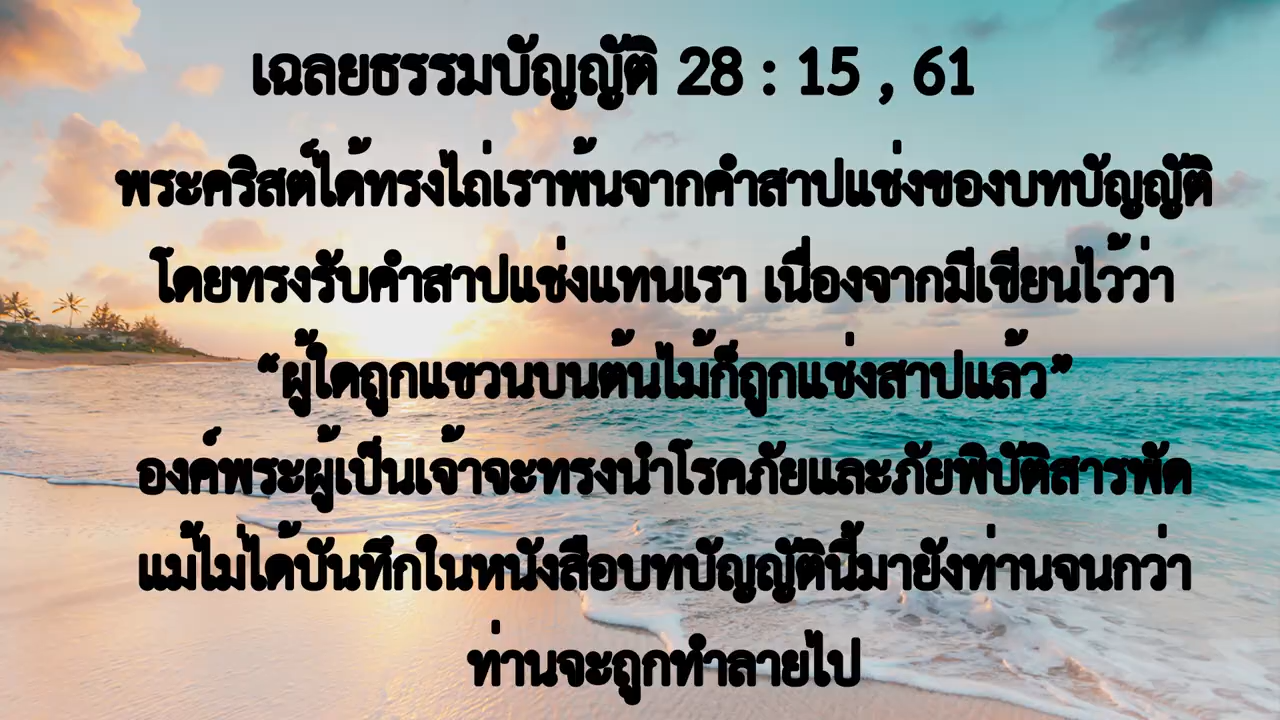 เฉลยธรรมบัญญัติ 28 : 15 , 61
พระคริสต์ได้ทรงไถ่เราพ้นจากคำสาปแช่งของบทบัญญัติ
โดยทรงรับคำสาปแช่งแทนเรา เนื่องจากมีเขียนไว้ว่า
“ผู้ใดถูกแขวนบนต้นไม้ก็ถูกแช่งสาปแล้ว”
องค์พระผู้เป็นเจ้าจะทรงนำโรคภัยและภัยพิบัติสารพัด
แม้ไม่ได้บันทึกในหนังสือบทบัญญัตินี้มายังท่านจนกว่า
ท่านจะถูกทำลายไป